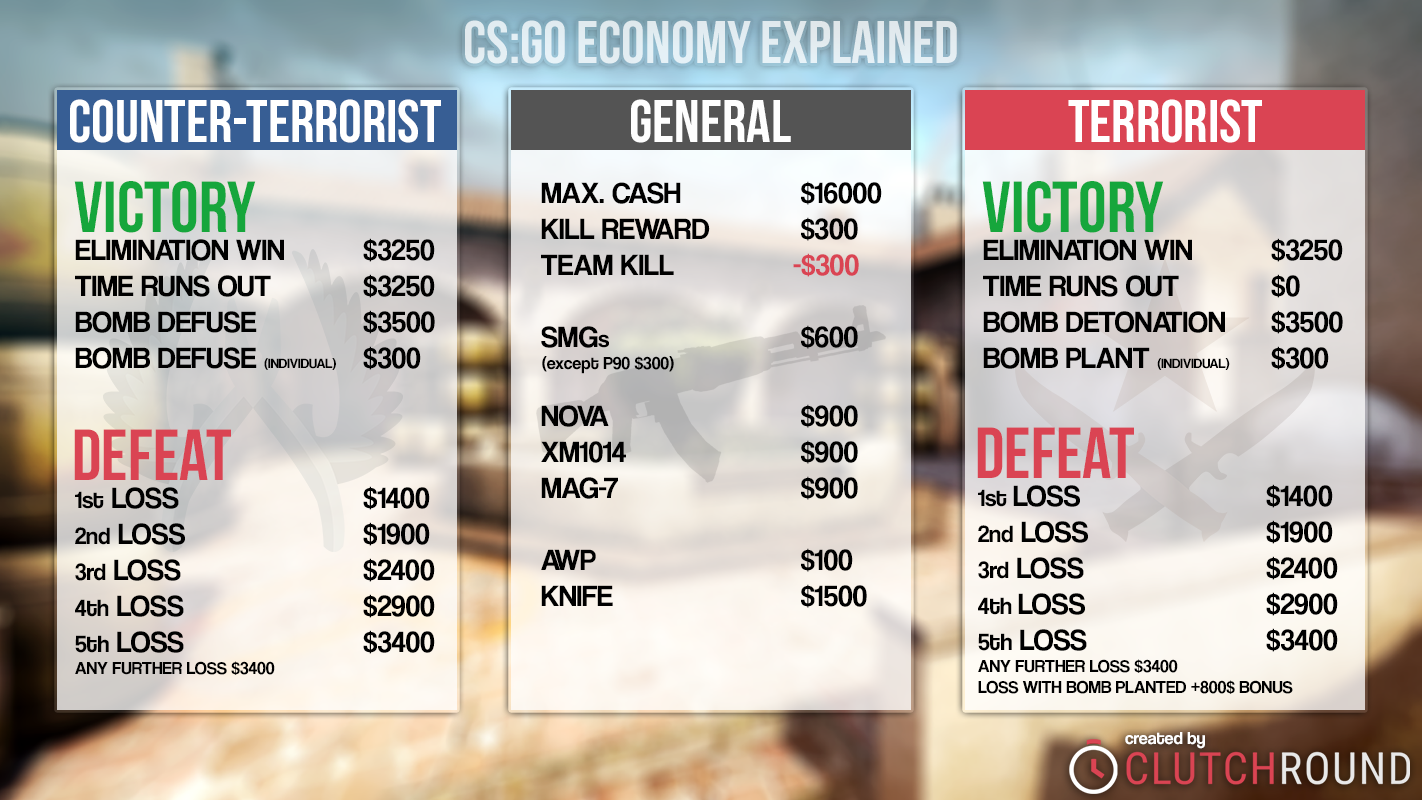 CS:GO ECONOMY EXPLAINED
COUNTER-TERRORIST
VICTORY
ELIMINATION WIN $3250
TIME RUNS OUT $3250
BOMB DEFUSE $3500
BOMB DEFUSE (INDIVIDUAL) $300
DEFEAT
1st LOSS $1400
2nd LOSS $1900
3rd LOSS $2400
4th LOSS $2900
5th LOSS $3400
ANY FURTHER LOSS $3400
GENERAL
MAX. CASH $16000
KILL REWARD $300
TEAM KILL -$300
SMGs $600
(except P90 $300)
NOVA $900
XM1014 $900
MAG-7 $900
AWP $100
KNIFE $1500
TERRORIST
VICTORY
ELIMINATION WIN $3250
TIME RUNS OUT $0
BOMB DETONATION $3500
BOMB PLANT (INDIVIDUAL) $300
DEFEAT
1st LOSS $1400
2nd LOSS $1900
3rd LOSS $2400
4th LOSS $2900
5th LOSS $3400
ANY FURTHER LOSS $3400
LOSS WITH BOMB PLANTED +800$ BONUS
created by
CLUTCHROUND